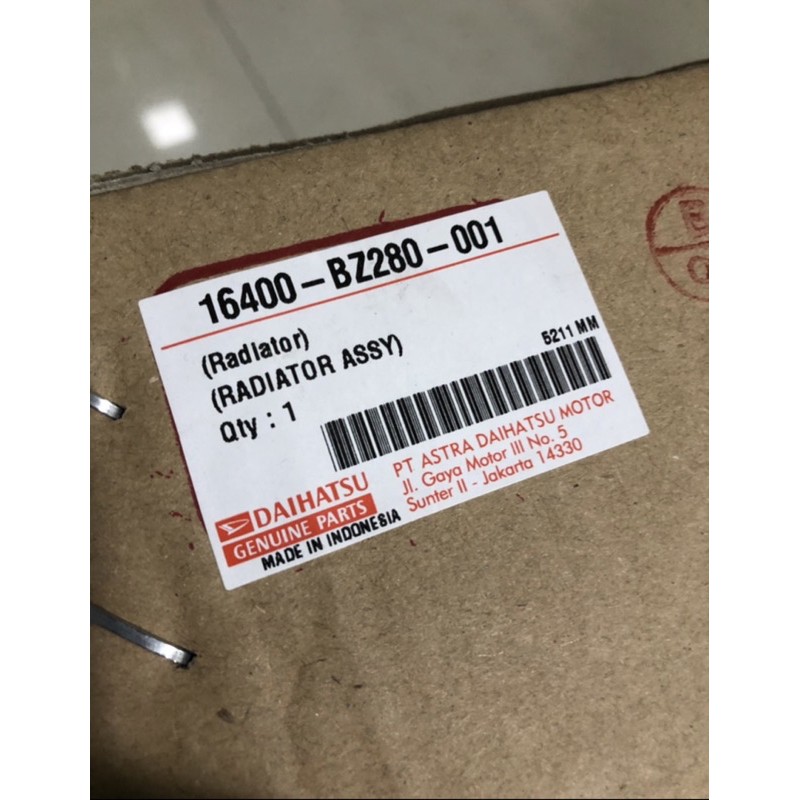 16400-BZ280-001
(Radiator)
(RADIATOR ASSY)
Qty : 1
5211 MM
PT ASTRA DAIHATSU MOTOR
Jl. Gaya Motor III No. 5
Sunter II - Jakarta 14330
DAIHATSU
GENUINE PARTS
MADE IN INDONESIA